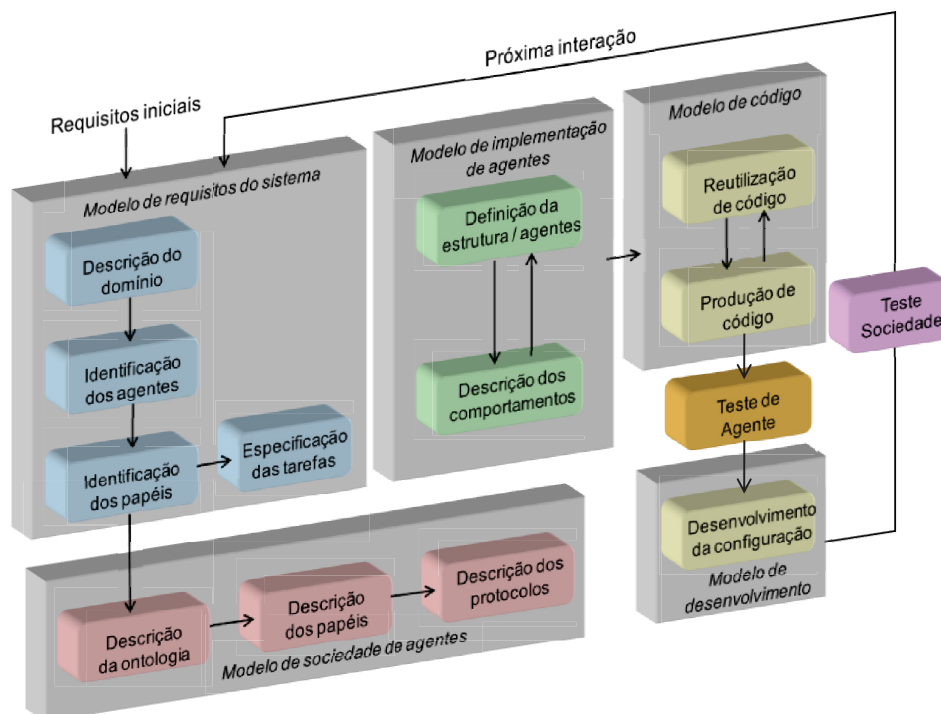 Próxima interação
Requisitos iniciais
Modelo de requisitos do sistema
Descrição do
domínio
Identificação
dos agentes
Identificação
dos papéis
Especificação
das tarefas
Modelo de implementação
de agentes
Definição da
estrutura / agentes
Descrição dos
comportamentos
Modelo de código
Reutilização
de código
Produção de
código
Teste
Sociedade
Teste de
Agente
Desenvolvimento
da configuração
Modelo de
desenvolvimento
Descrição
da ontologia
Descrição
dos papéis
Descrição dos
protocolos
Modelo de sociedade de agentes